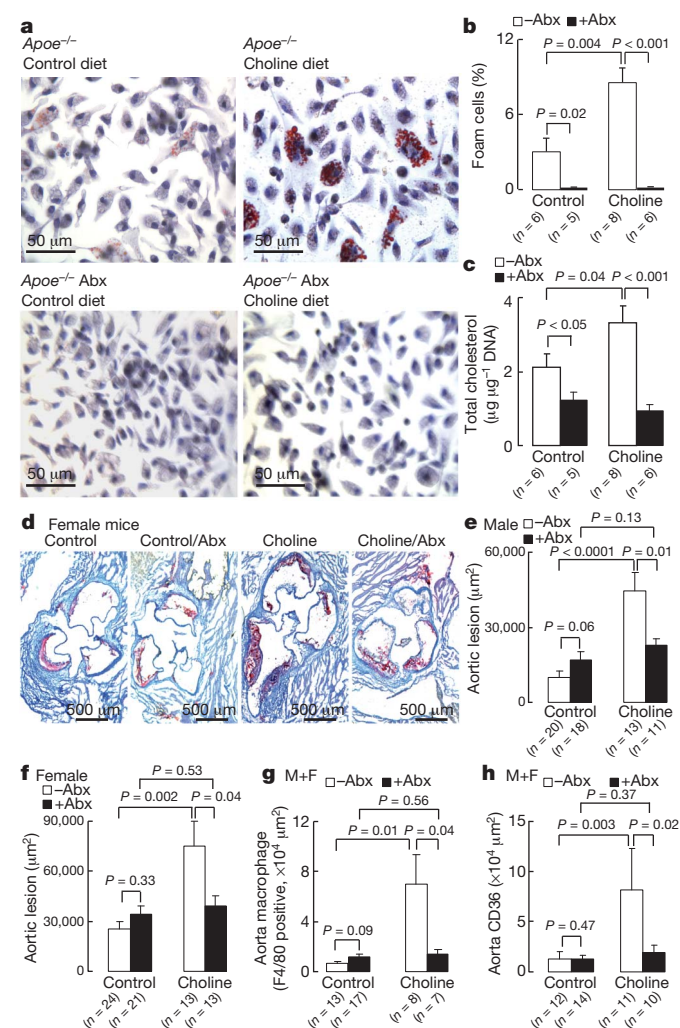 a
Apoe−/−
Control diet
Apoe−/−
Choline diet
50 μm
50 μm
Apoe−/− Abx
Control diet
Apoe−/− Abx
Choline diet
50 μm
50 μm
b
−Abx +Abx
P = 0.004 P < 0.001
P = 0.02
Foam cells (%)
12
6
0
Control Choline
(n = 6) (n = 5) (n = 8) (n = 6)
c
−Abx
+Abx
P = 0.04 P < 0.001
P < 0.05
Total cholesterol
(μg μg−1 DNA)
4
2
0
Control Choline
(n = 6) (n = 5) (n = 8) (n = 6)
d Female mice
Control Control/Abx Choline Choline/Abx
500 μm 500 μm 500 μm 500 μm
e Male −Abx
+Abx
P = 0.13
P < 0.0001 P = 0.01
P = 0.06
Aortic lesion (μm2)
60,000
30,000
0
Control Choline
(n = 20) (n = 18) (n = 13) (n = 11)
f Female
−Abx
+Abx
P = 0.53
P = 0.002 P = 0.04
P = 0.33
Aortic lesion (μm2)
90,000
60,000
30,000
0
Control Choline
(n = 24) (n = 21) (n = 13) (n = 13)
g M+F −Abx +Abx
P = 0.56
P = 0.01 P = 0.04
P = 0.09
Aorta macrophage
(F4/80 positive, ×104 μm2)
12
8
4
0
Control Choline
(n = 13) (n = 17) (n = 8) (n = 7)
h M+F −Abx +Abx
P = 0.37
P = 0.003 P = 0.02
P = 0.47
Aorta CD36 (×104 μm2)
15
10
5
0
Control Choline
(n = 12) (n = 14) (n = 11) (n = 10)